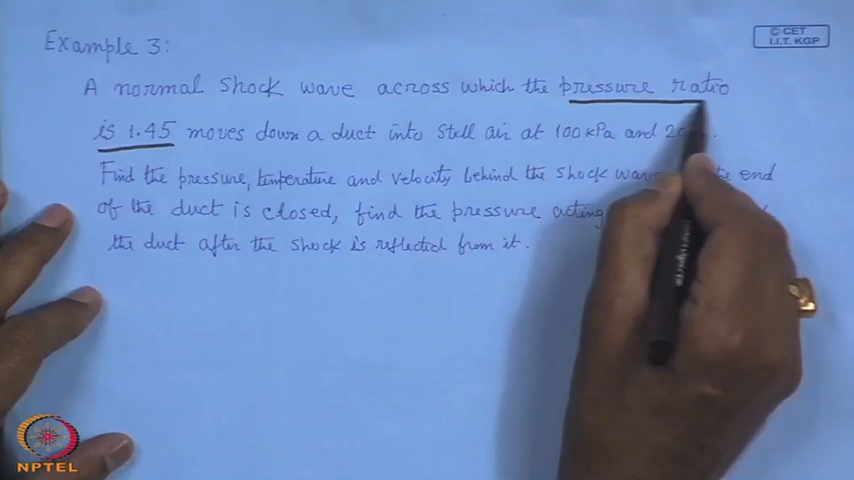 Example 3:
© CET
I.I.T. KGP
A normal shock wave across which the pressure ratio
is 1.45 moves down a duct into still air at 100 kPa and
Find the pressure, temperature and velocity behind the shock wave end
of the duct is closed, find the pressure acting
the duct after the shock is reflected from it.
NPTEL